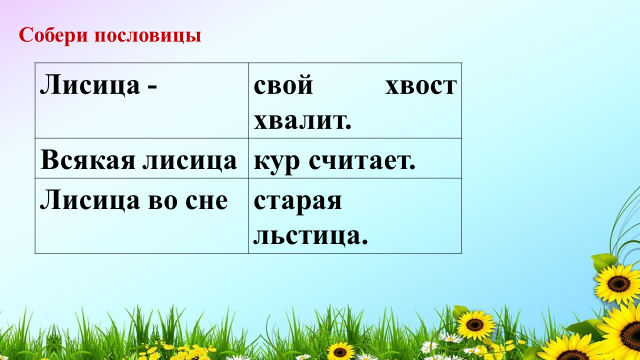 Собери пословицы
Лисица - свой хвост
хвалит.
Всякая лисица кур считает.
Лисица во сне старая
льстица.